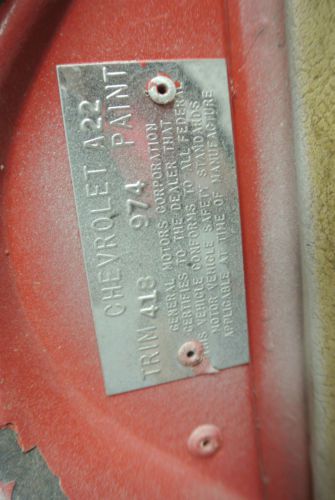 CHEVROLET A22
TRIM 418 974 PAINT
GENERAL MOTORS CORPORATION
CERTIFIES TO THE DEALER THAT
THIS VEHICLE CONFORMS TO ALL FEDERAL
MOTOR VEHICLE SAFETY STANDARDS
APPLICABLE AT TIME OF MANUFACTURE